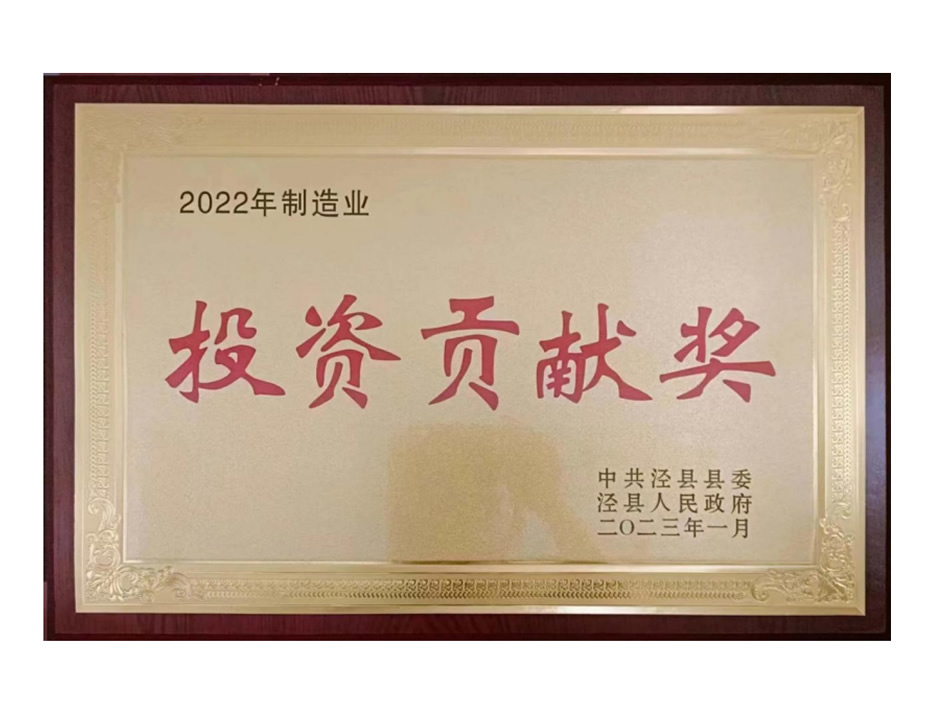 2022年制造业
投资贡献奖
中共泾县县委
泾县人民政府
二〇二三年一月